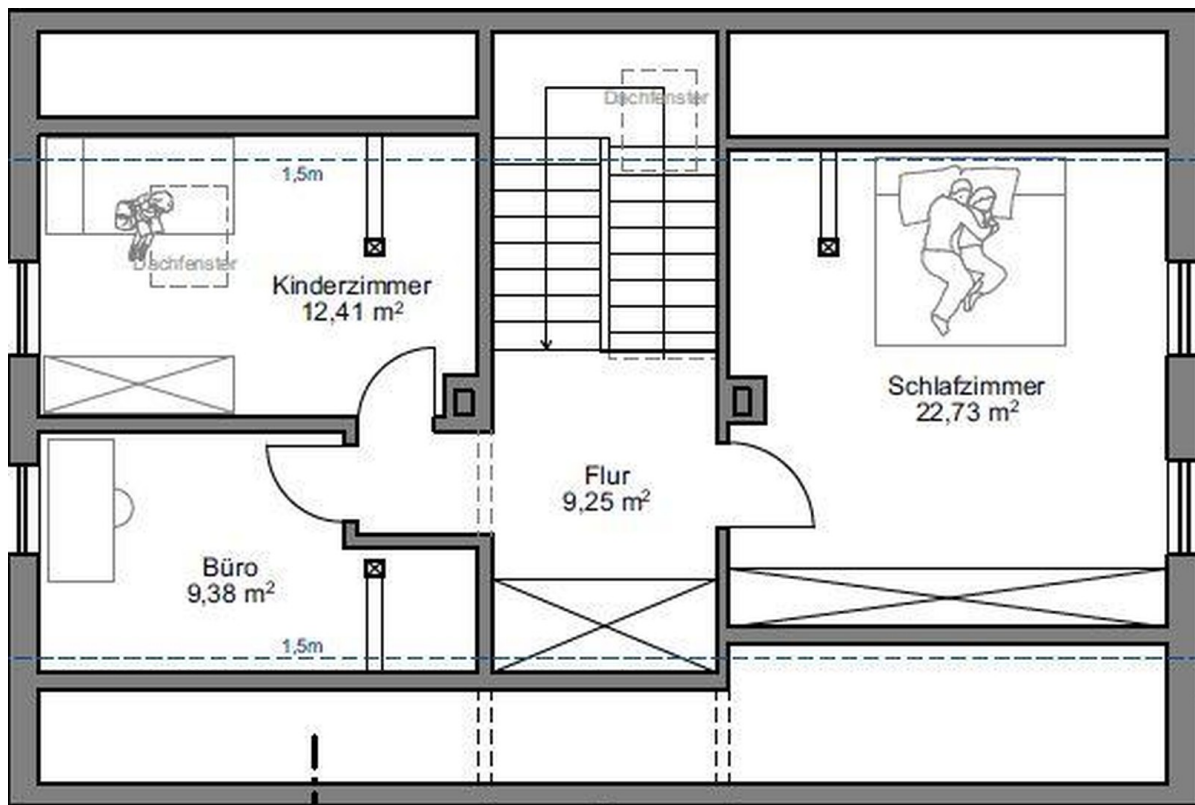 Dachfenster
1,5m
Dachfenster
Kinderzimmer
12,41 m²
Schlafzimmer
22,73 m²
Flur
9,25 m²
Büro
9,38 m²
1,5m